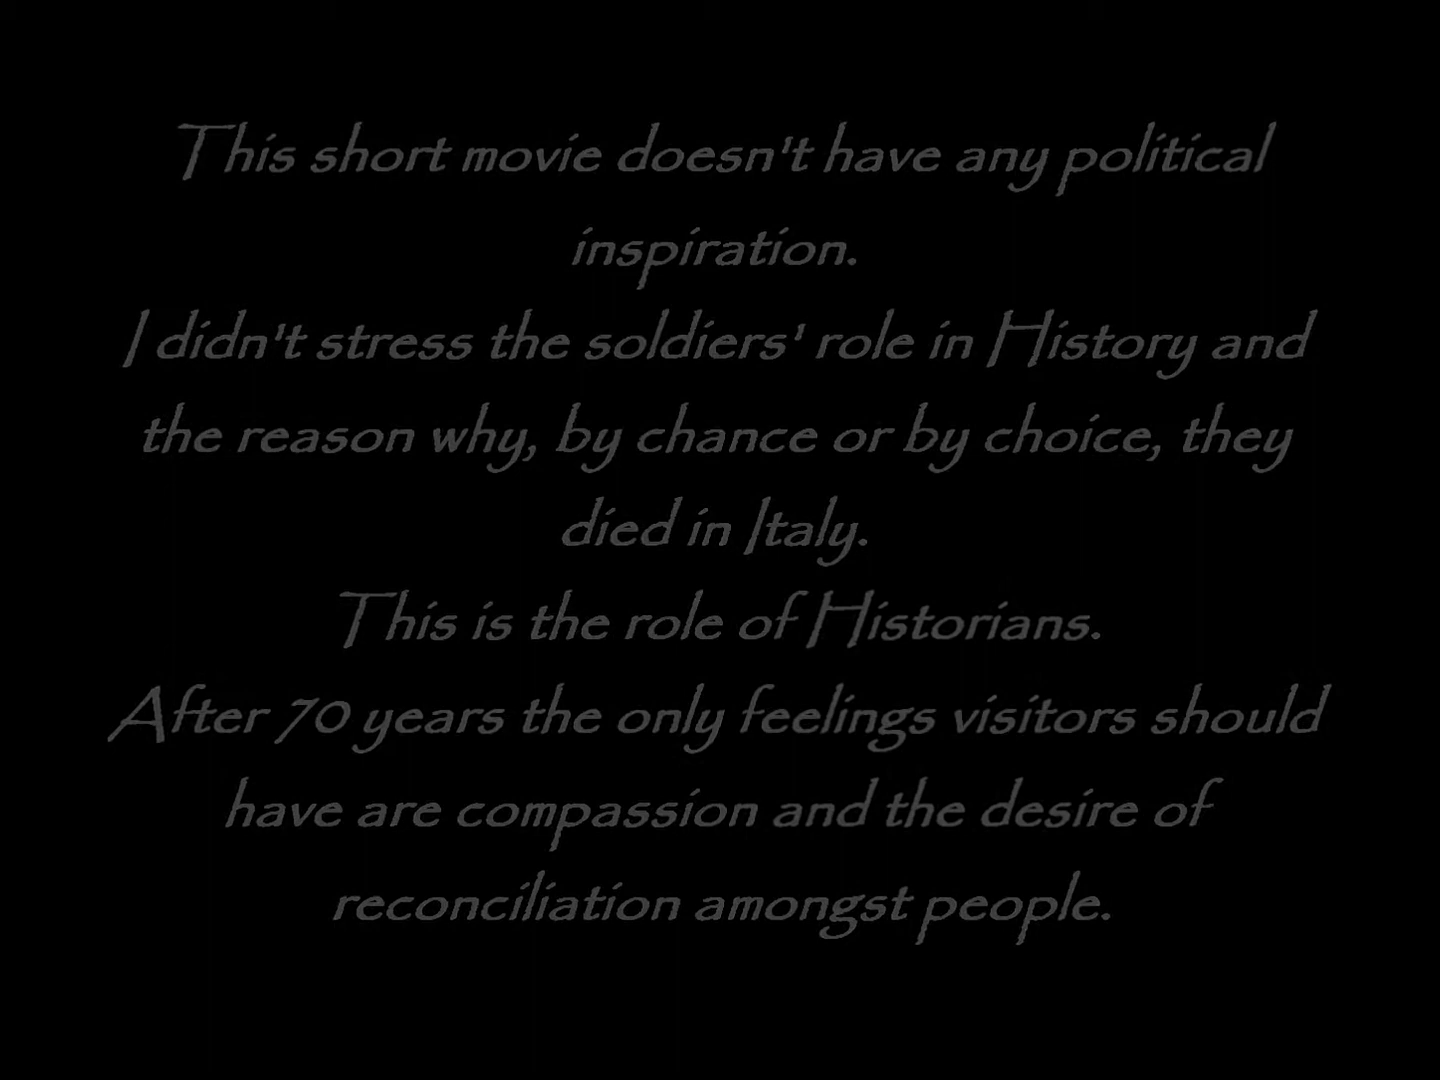 This short movie doesn't have any political
inspiration.
I didn't stress the soldiers' role in History and
the reason why, by chance or by choice, they
died in Italy.
This is the role of Historians.
After 70 years the only feelings visitors should
have are compassion and the desire of
reconciliation amongst people.